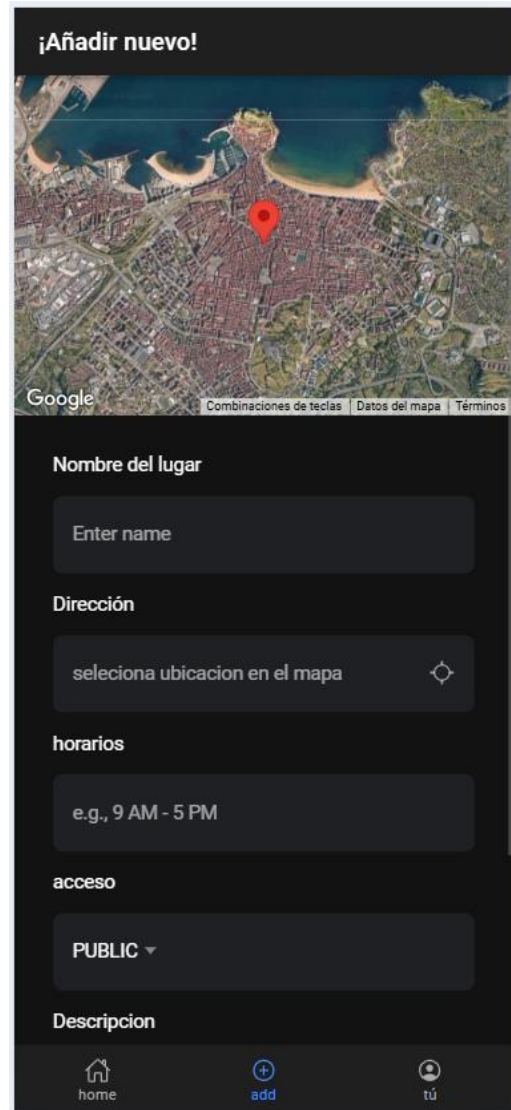 ¡Añadir nuevo!
Google
Combinaciones de teclas Datos del mapa Términos
Nombre del lugar
Enter name
Dirección
seleciona ubicacion en el mapa
horarios
e.g., 9 AM - 5 PM
acceso
PUBLIC
Descripcion
home add tú